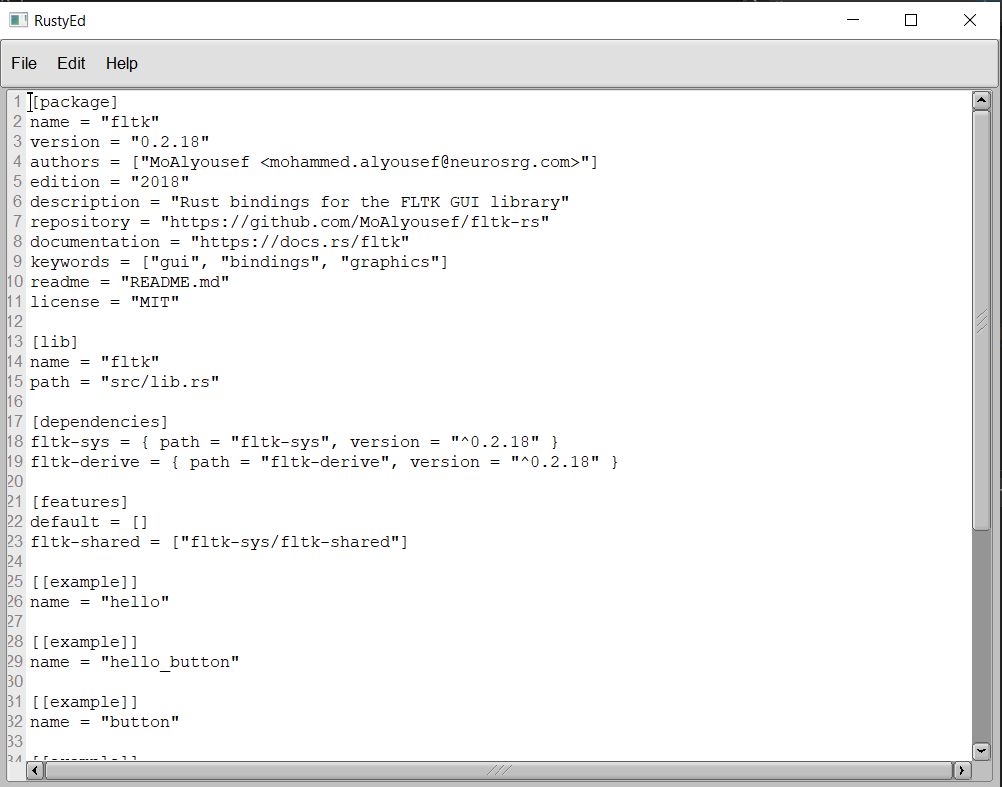 RustyEd
File Edit Help
1 [package]
2 name = "fltk"
3 version = "0.2.18"
4 authors = ["MoAlyousef <mohammed.alyousef@neurosrg.com>"]
5 edition = "2018"
6 description = "Rust bindings for the FLTK GUI library"
7 repository = "https://github.com/MoAlyousef/fltk-rs"
8 documentation = "https://docs.rs/fltk"
9 keywords = ["gui", "bindings", "graphics"]
10 readme = "README.md"
11 license = "MIT"
12
13 [lib]
14 name = "fltk"
15 path = "src/lib.rs"
16
17 [dependencies]
18 fltk-sys = { path = "fltk-sys", version = "^0.2.18" }
19 fltk-derive = { path = "fltk-derive", version = "^0.2.18" }
20
21 [features]
22 default = []
23 fltk-shared = ["fltk-sys/fltk-shared"]
24
25 [[example]]
26 name = "hello"
27
28 [[example]]
29 name = "hello_button"
30
31 [[example]]
32 name = "button"
33
34 [[example]]